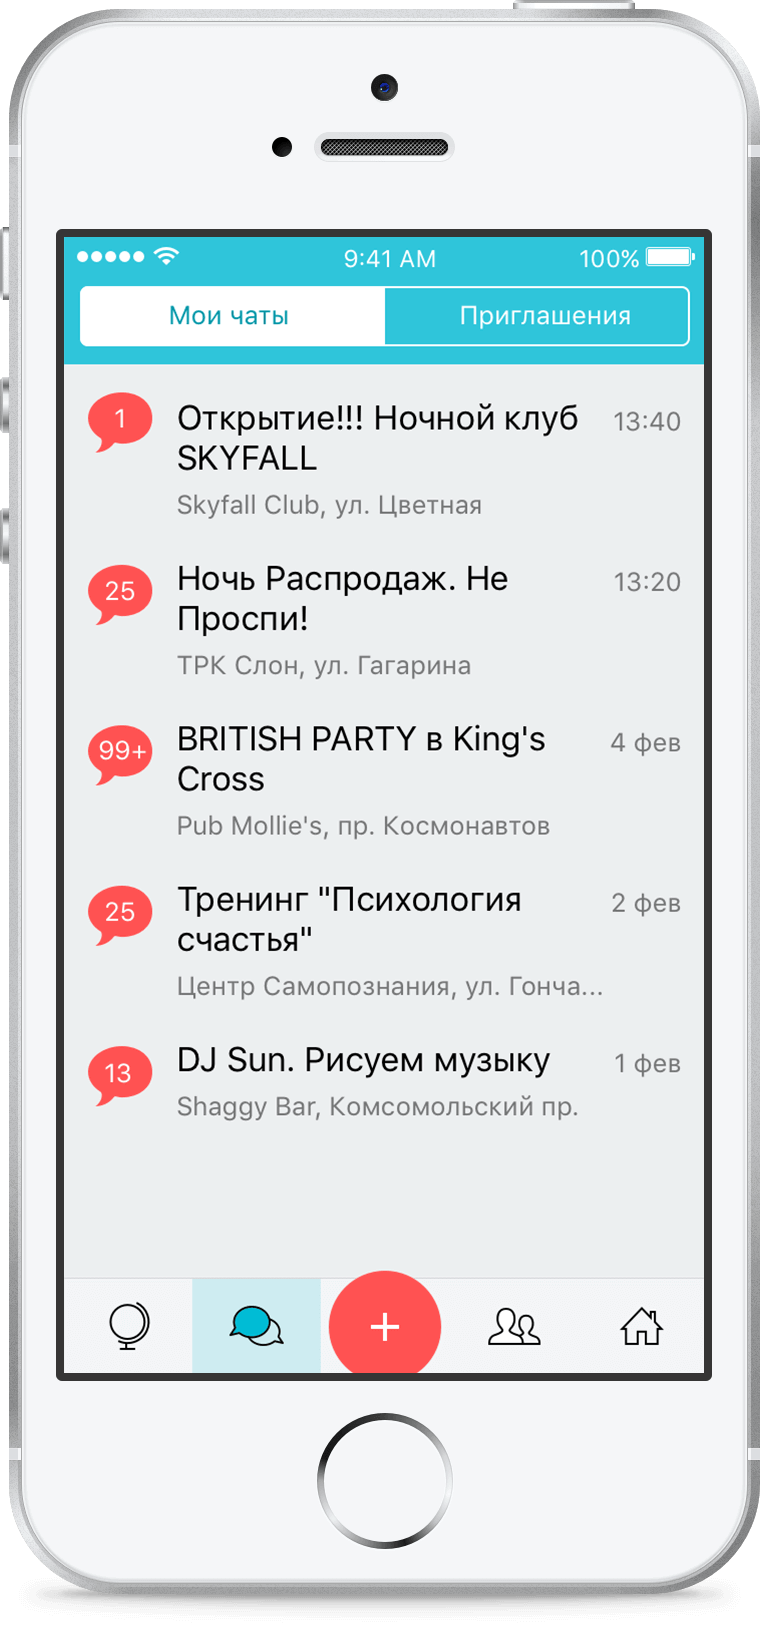 9:41 AM 100%
Мои чаты Приглашения
1 Открытие!!! Ночной клуб 13:40
SKYFALL
Skyfall Club, ул. Цветная
25 Ночь Распродаж. Не 13:20
Проспи!
ТРК Слон, ул. Гагарина
99+ BRITISH PARTY в King's 4 фев
Cross
Pub Mollie's, пр. Космонавтов
25 Тренинг "Психология 2 фев
счастья"
Центр Самопознания, ул. Гонча...
13 DJ Sun. Рисуем музыку 1 фев
Shaggy Bar, Комсомольский пр.
+